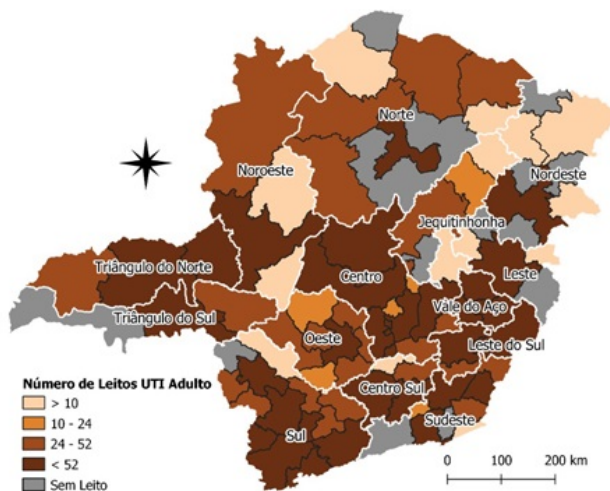 Norte
Noroeste
Nordeste
Jequitinhonha
Triângulo do Norte
Centro
Leste
Triângulo do Sul
Vale do Aço
Oeste
Leste do Sul
Centro Sul
Sudeste
Sul
Número de Leitos UTI Adulto
> 10
10 - 24
24 - 52
< 52
Sem Leito
0 100 200 km